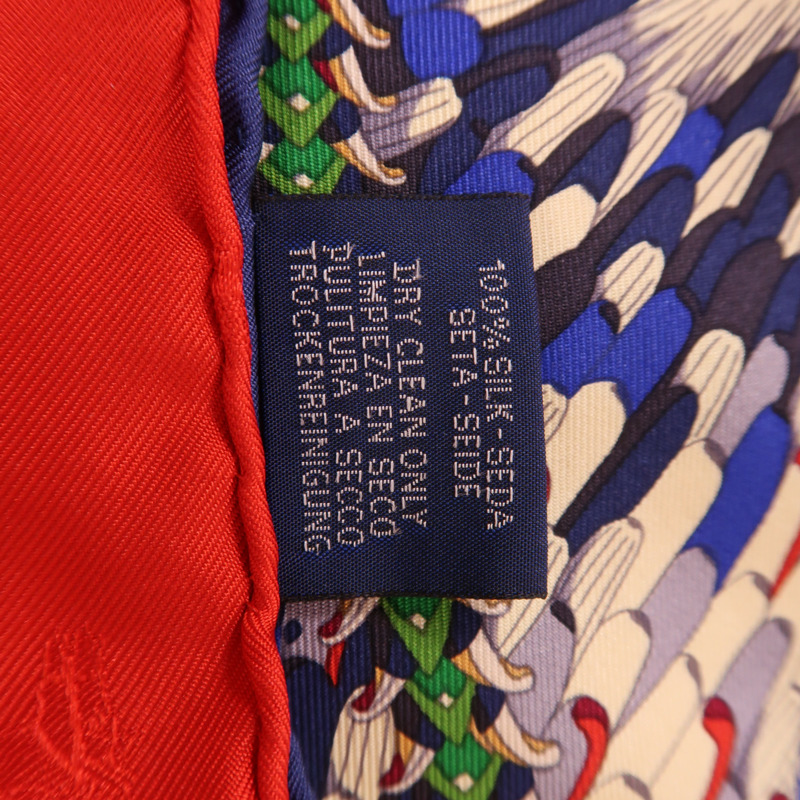 100% SILK - SEDA
SETA - SEIDE
DRY CLEAN ONLY
LIMPIEZA EN SECO
PULITURA A SECCO
TROCKENREINIGUNG